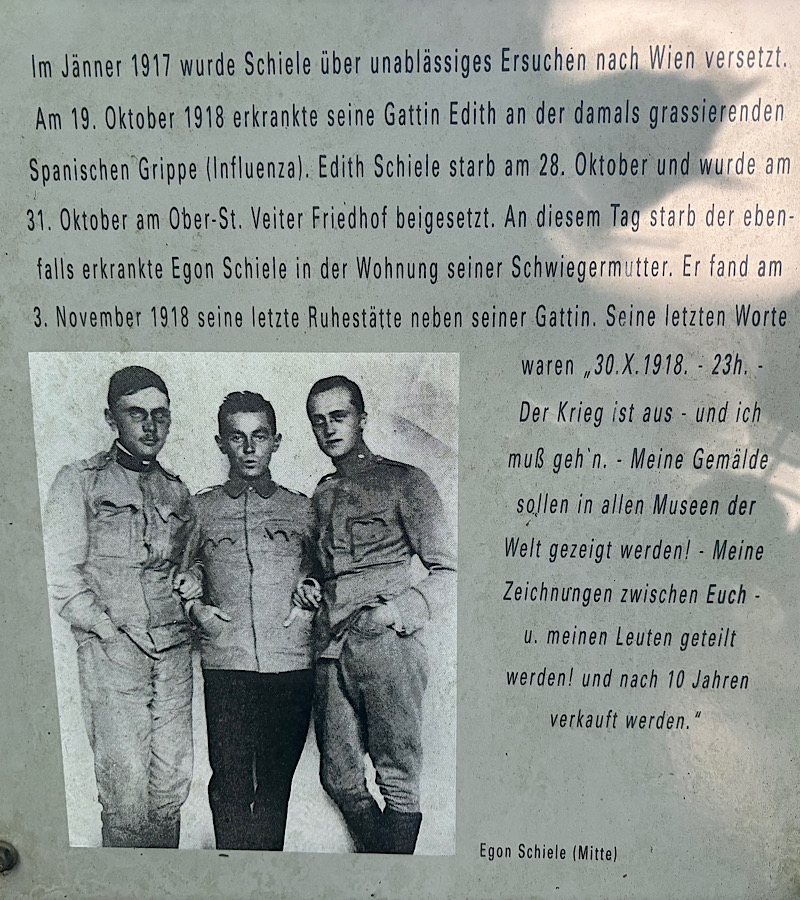 Im Jänner 1917 wurde Schiele über unablässiges Ersuchen nach Wien versetzt.
Am 19. Oktober 1918 erkrankte seine Gattin Edith an der damals grassierenden
Spanischen Grippe (Influenza). Edith Schiele starb am 28. Oktober und wurde am
31. Oktober am Ober-St. Veiter Friedhof beigesetzt. An diesem Tag starb der eben-
falls erkrankte Egon Schiele in der Wohnung seiner Schwiegermutter. Er fand am
3. November 1918 seine letzte Ruhestätte neben seiner Gattin. Seine letzten Worte
waren „30.X.1918. - 23h. -
Der Krieg ist aus - und ich
muß geh`n. - Meine Gemälde
sollen in allen Museen der
Welt gezeigt werden! - Meine
Zeichnungen zwischen Euch -
u. meinen Leuten geteilt
werden! und nach 10 Jahren
verkauft werden.“
Egon Schiele (Mitte)